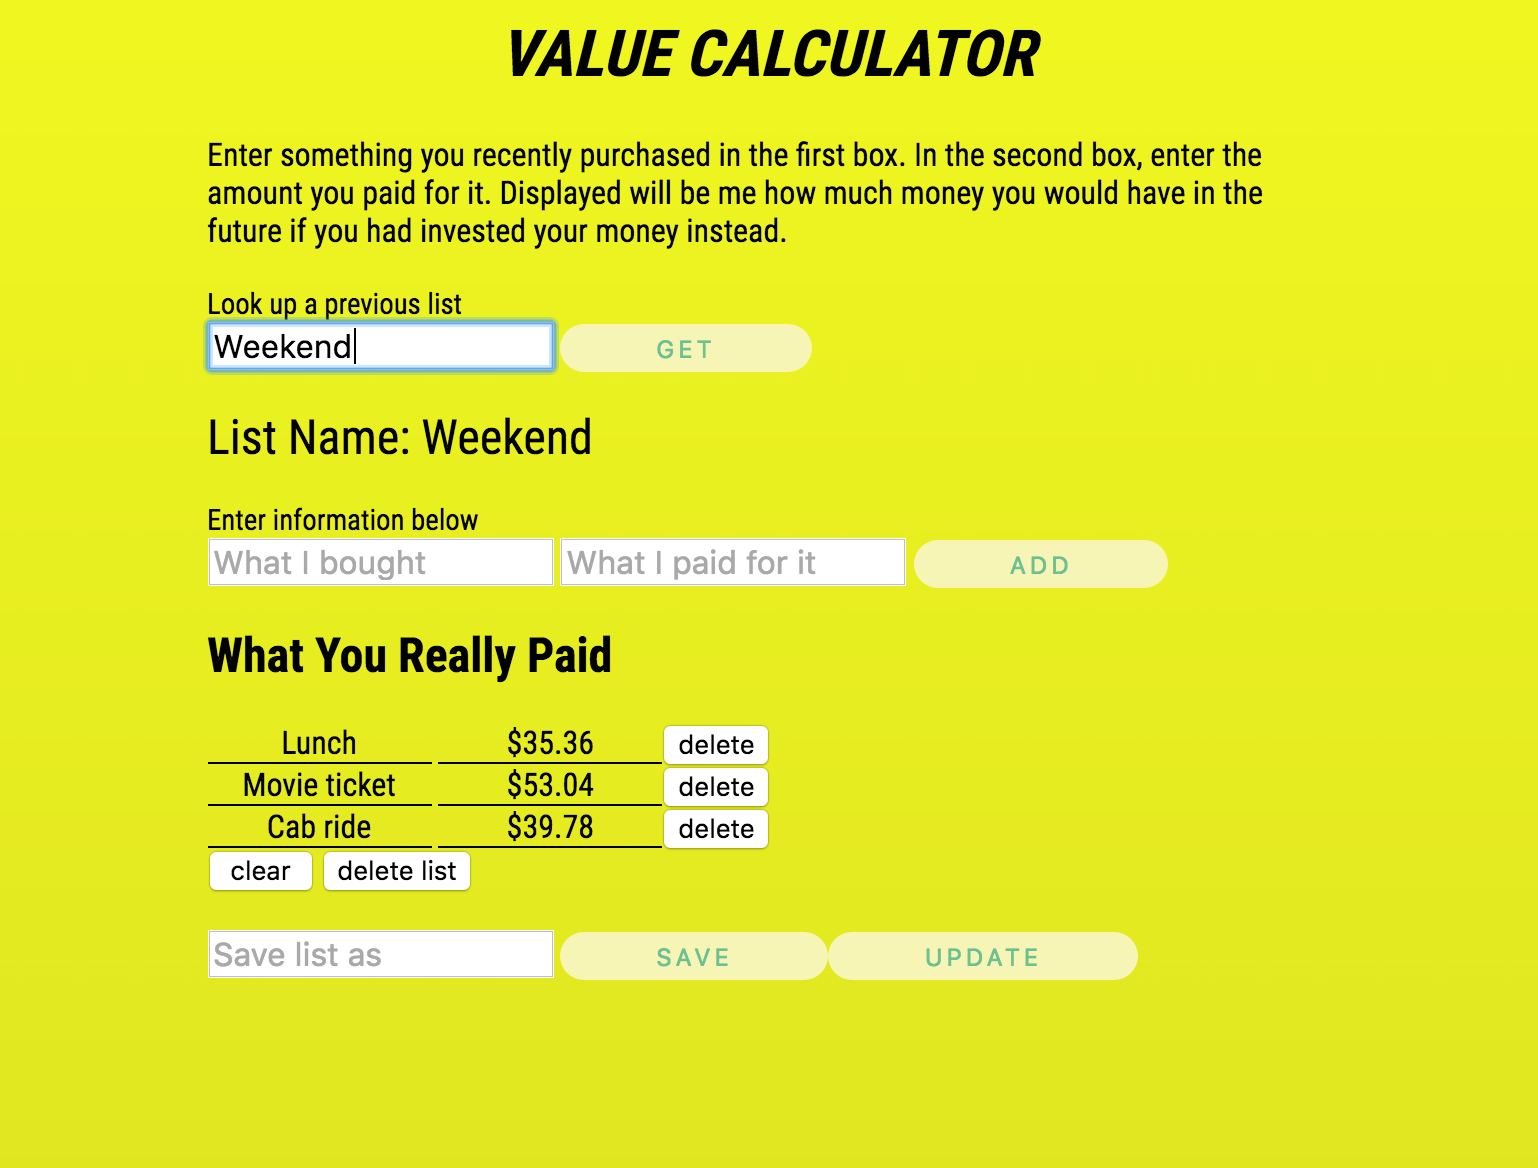 VALUE CALCULATOR
Enter something you recently purchased in the first box. In the second box, enter the
amount you paid for it. Displayed will be me how much money you would have in the
future if you had invested your money instead.
Look up a previous list
Weekend GET
List Name: Weekend
Enter information below
What I bought What I paid for it ADD
What You Really Paid
Lunch $35.36 delete
Movie ticket $53.04 delete
Cab ride $39.78 delete
clear delete list
Save list as SAVE UPDATE